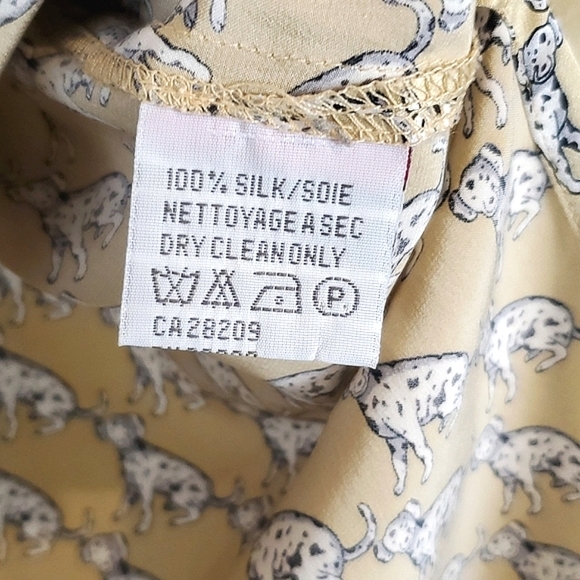 100% SILK/SOIE
NETTOYAGE A SEC
DRY CLEAN ONLY
P
CA 28209